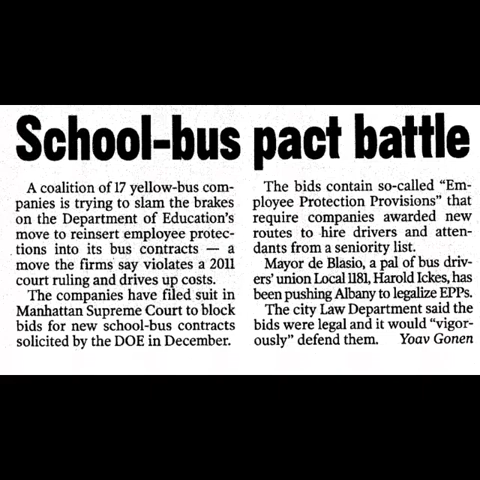 School-bus pact battle
A coalition of 17 yellow-bus com-
panies is trying to slam the brakes
on the Department of Education's
move to reinsert employee protec-
tions into its bus contracts — a
move the firms say violates a 2011
court ruling and drives up costs.
The companies have filed suit in
Manhattan Supreme Court to block
bids for new school-bus contracts
solicited by the DOE in December.
The bids contain so-called “Em-
ployee Protection Provisions” that
require companies awarded new
routes to hire drivers and atten-
dants from a seniority list.
Mayor de Blasio, a pal of bus driv-
ers' union Local 1181, Harold Ickes, has
been pushing Albany to legalize EPPs.
The city Law Department said the
bids were legal and it would “vigor-
ously” defend them. Yoav Gonen